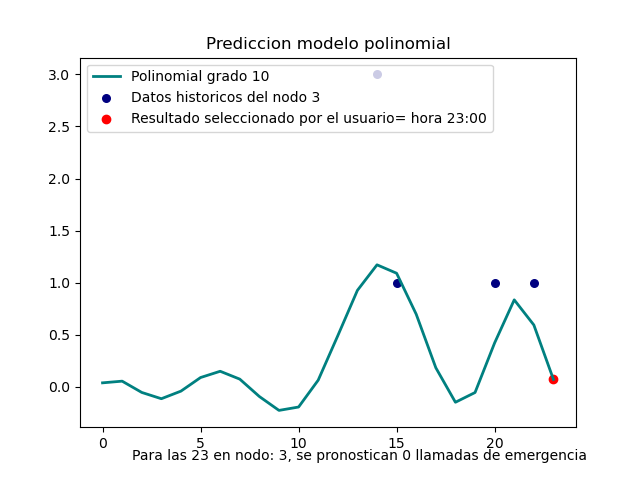 Prediccion modelo polinomial
3.0
2.5
2.0
1.5
1.0
0.5
0.0
Polinomial grado 10
Datos historicos del nodo 3
Resultado seleccionado por el usuario= hora 23:00
0 5 10 15 20
Para las 23 en nodo: 3, se pronostican 0 llamadas de emergencia